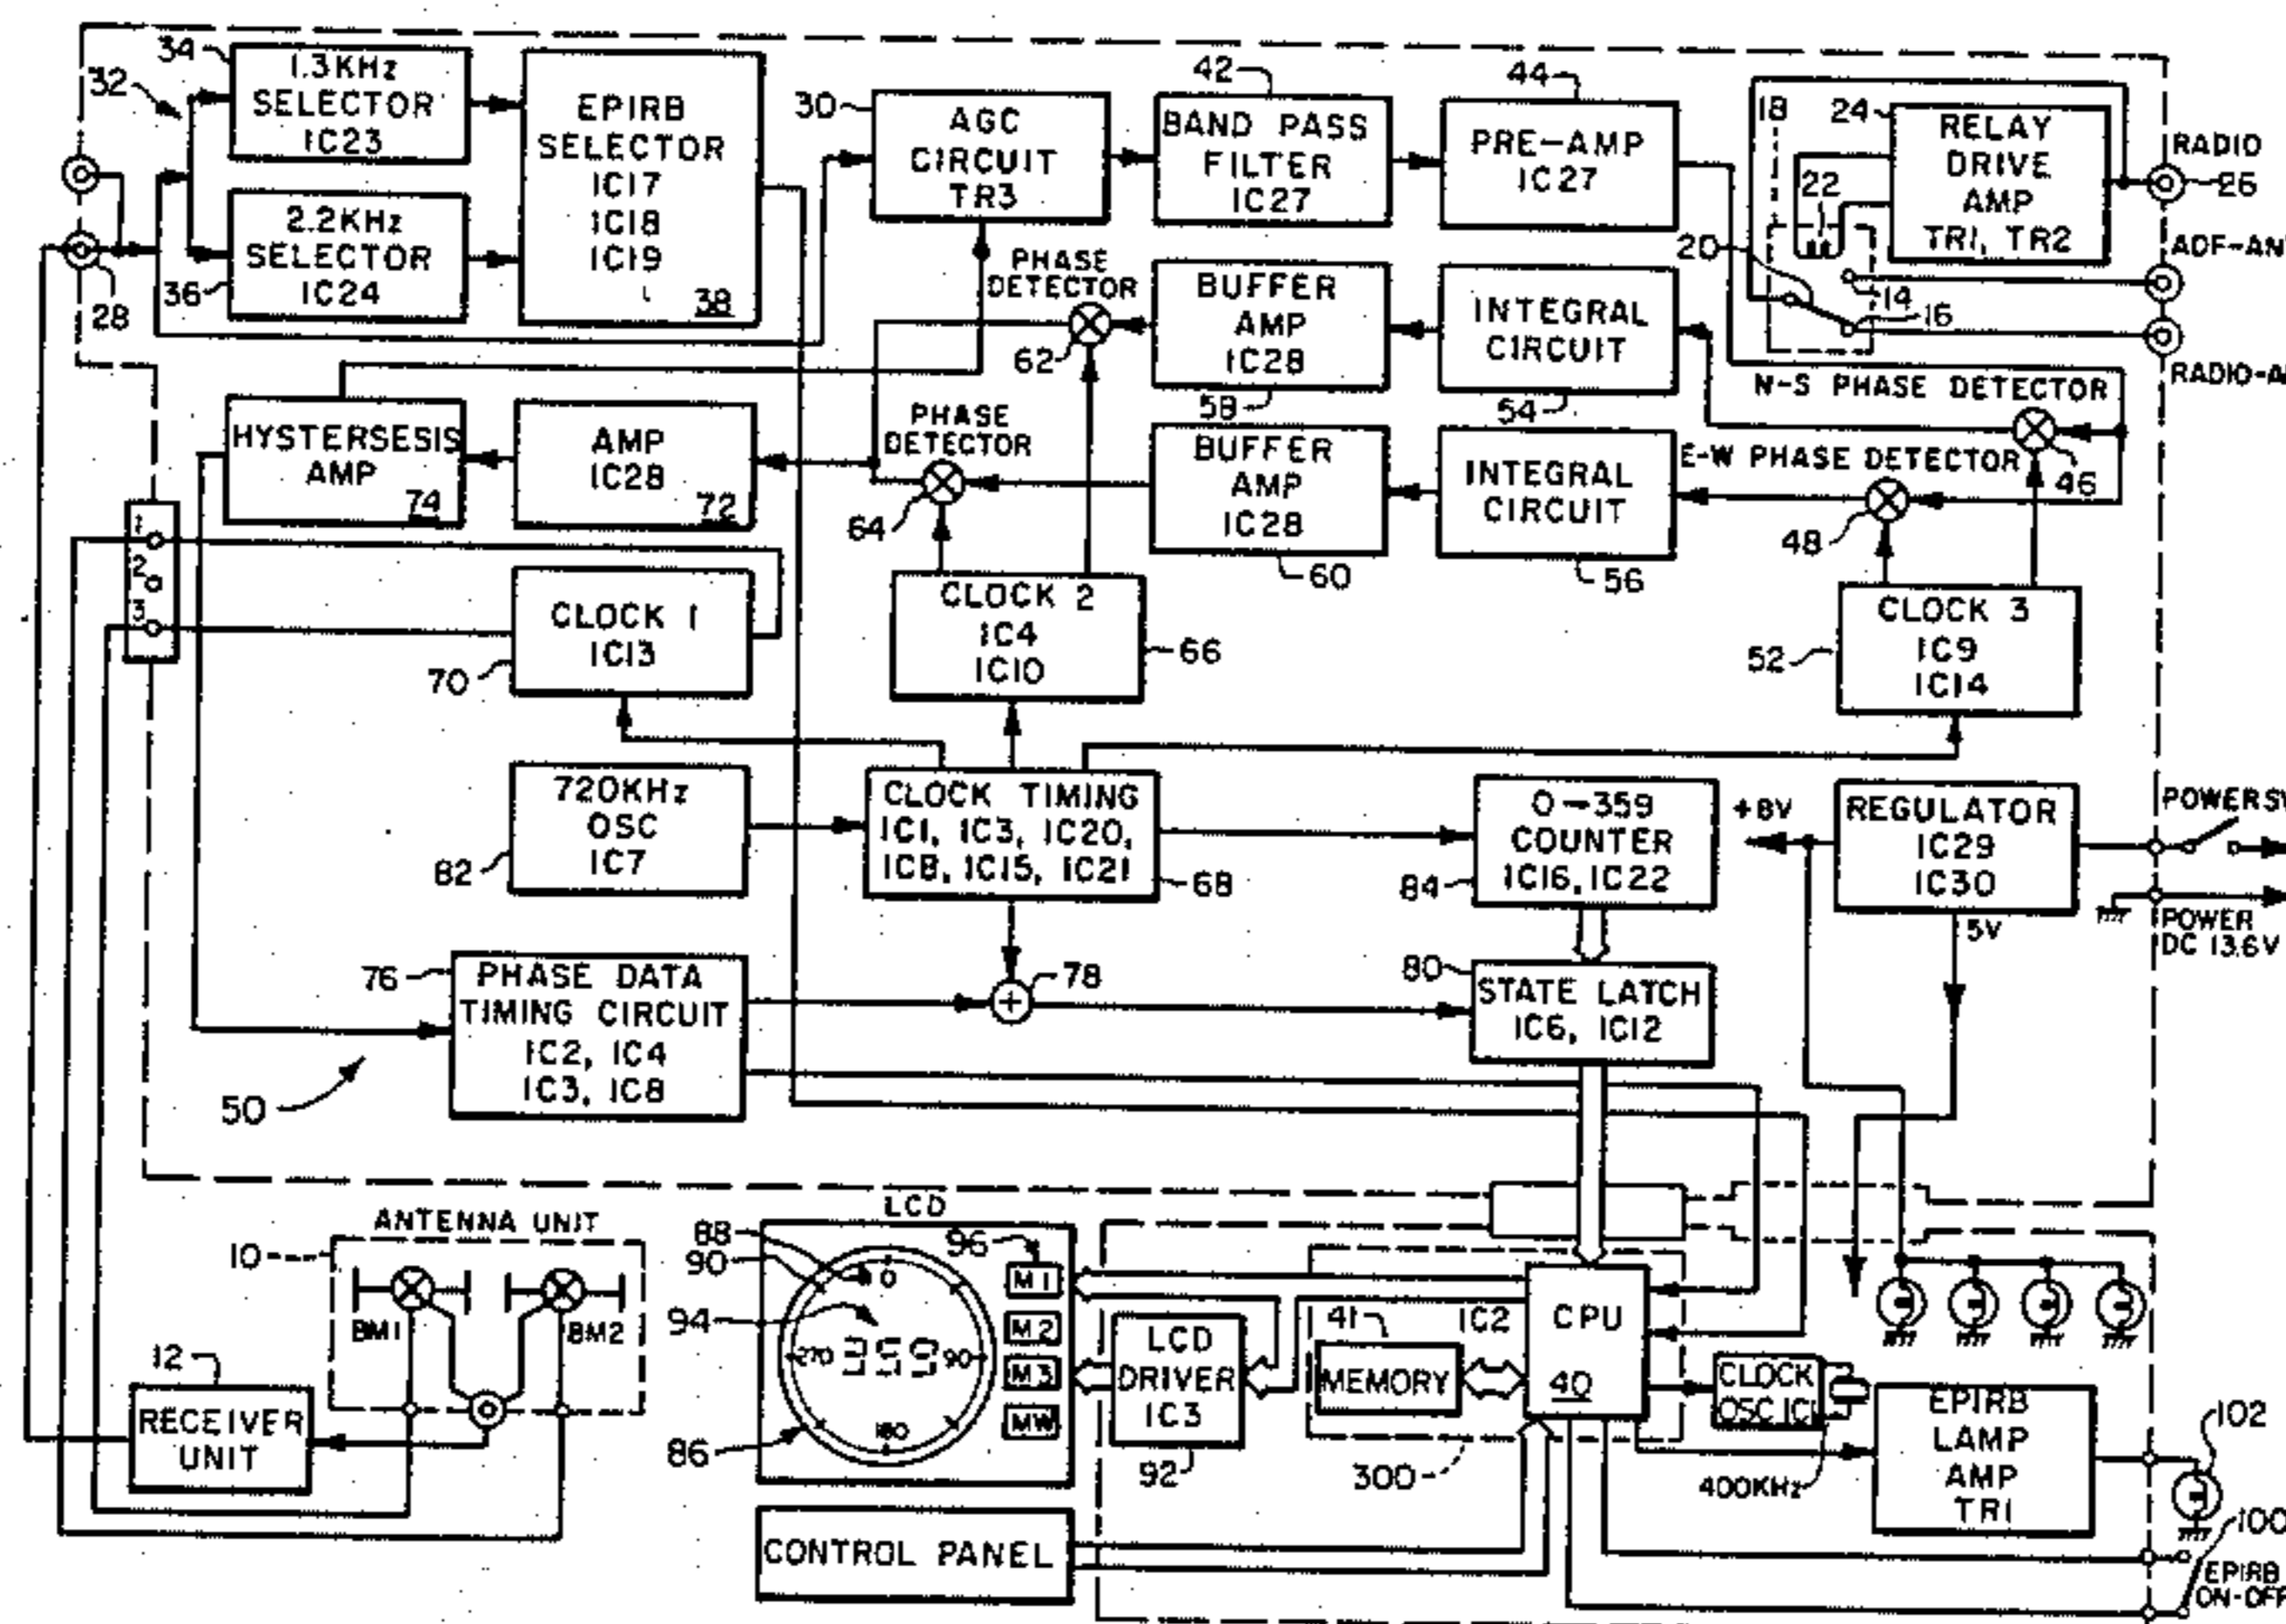 34
1.3KHz
SELECTOR
IC23
32
2.2KHz
SELECTOR
IC24
36
28
EPIRB
SELECTOR
IC17
IC18
IC19
38
30
AGC
CIRCUIT
TR3
42
BAND PASS
FILTER
IC27
44
PRE-AMP
IC27
18
24
RELAY
DRIVE
AMP
TR1, TR2
22
20
14
16
RADIO
26
ADF-AN
RADIO-A
PHASE
DETECTOR
62
BUFFER
AMP
IC28
58
INTEGRAL
CIRCUIT
54
N-S PHASE DETECTOR
46
HYSTERSESIS
AMP
74
AMP
IC28
72
PHASE
DETECTOR
64
BUFFER
AMP
IC28
60
INTEGRAL
CIRCUIT
56
E-W PHASE DETECTOR
48
1
2
3
CLOCK 1
IC13
70
CLOCK 2
IC4
IC10
66
CLOCK 3
IC9
IC14
52
720KHz
OSC
IC7
82
CLOCK TIMING
IC1, IC3, IC20,
IC8, IC15, IC21
68
0-359
COUNTER
IC16, IC22
84
+8V
REGULATOR
IC29
IC30
5V
POWER SW
POWER
DC 13.6V
76
PHASE DATA
TIMING CIRCUIT
IC2, IC4
IC3, IC8
78
+
80
STATE LATCH
IC6, IC12
50
ANTENNA UNIT
10
BM1
BM2
12
RECEIVER
UNIT
LCD
88
90
94
86
0
270
359
90
180
96
M1
M2
M3
MW
LCD
DRIVER
IC3
92
41
MEMORY
IC2
CPU
40
300
CLOCK
OSC IC1
400KHz
EPIRB
LAMP
AMP
TR1
102
100
EPIRB
ON-OFF
CONTROL PANEL